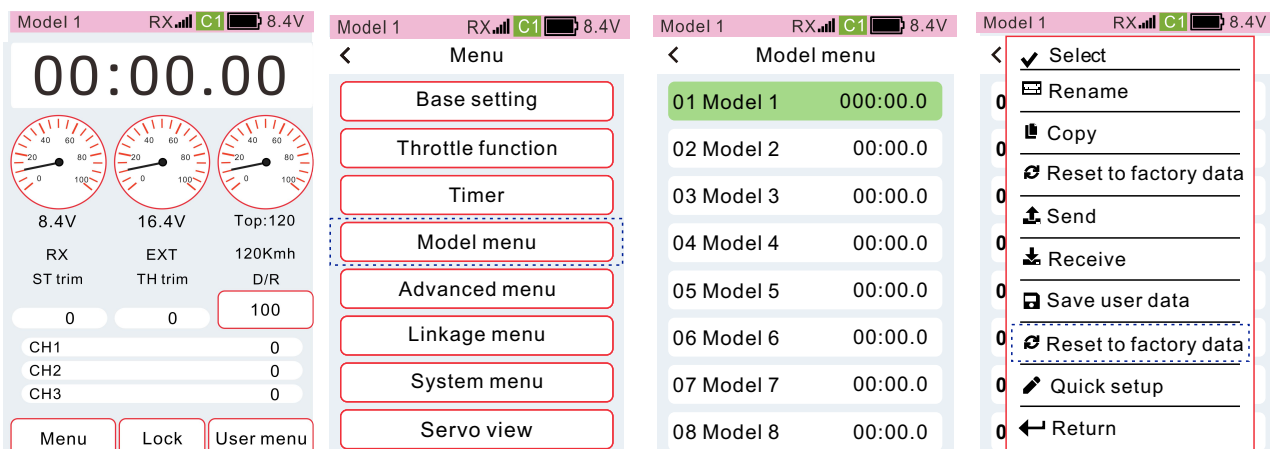 Model 1 RX C1 8.4V
00:00.00
40 60
20 80
0 100
40 60
20 80
0 100
40 60
20 80
0 100
8.4V 16.4V Top:120
RX EXT 120Kmh
ST trim TH trim D/R
0 0 100
CH1 0
CH2 0
CH3 0
Menu Lock User menu
Model 1 RX C1 8.4V
Menu
Base setting
Throttle function
Timer
Model menu
Advanced menu
Linkage menu
System menu
Servo view
Model 1 RX C1 8.4V
Model menu
01 Model 1 000:00.0
02 Model 2 00:00.0
03 Model 3 00:00.0
04 Model 4 00:00.0
05 Model 5 00:00.0
06 Model 6 00:00.0
07 Model 7 00:00.0
08 Model 8 00:00.0
Model 1 RX C1 8.4V
Select
0 Rename
0 Copy
Reset to factory data
0
Send
0 Receive
0 Save user data
0 Reset to factory data
0 Quick setup
0 Return